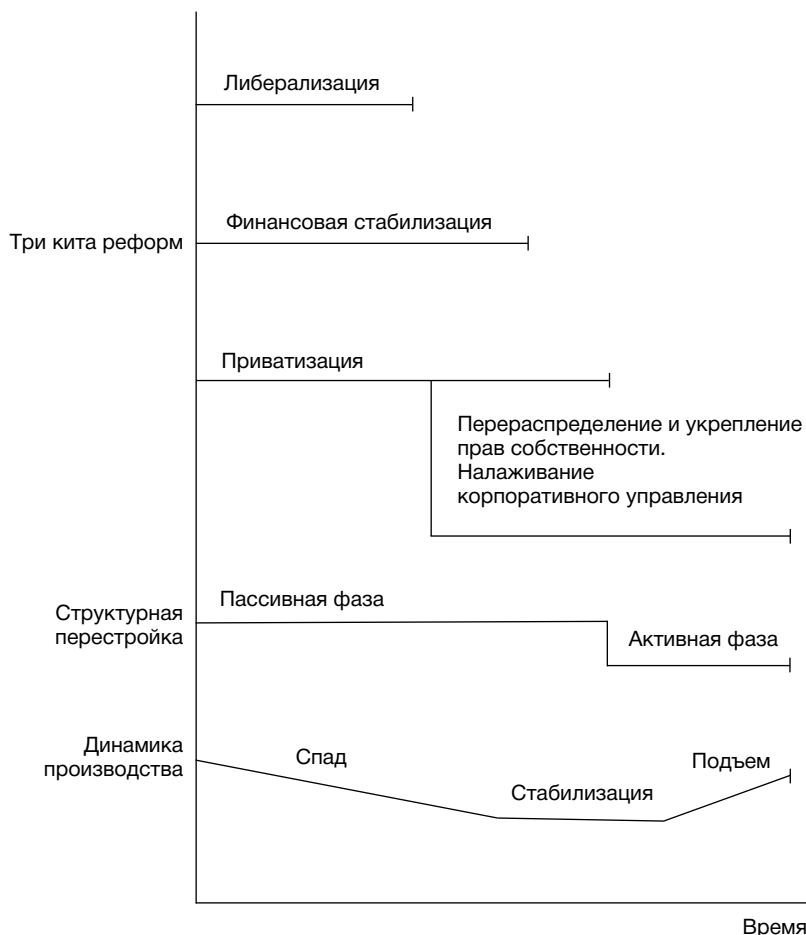 Либерализация
Финансовая стабилизация
Три кита реформ
Приватизация
Перераспределение и укрепление
прав собственности.
Налаживание
корпоративного управления
Пассивная фаза
Структурная
перестройка
Активная фаза
Динамика
производства
Спад
Стабилизация
Подъем
Время